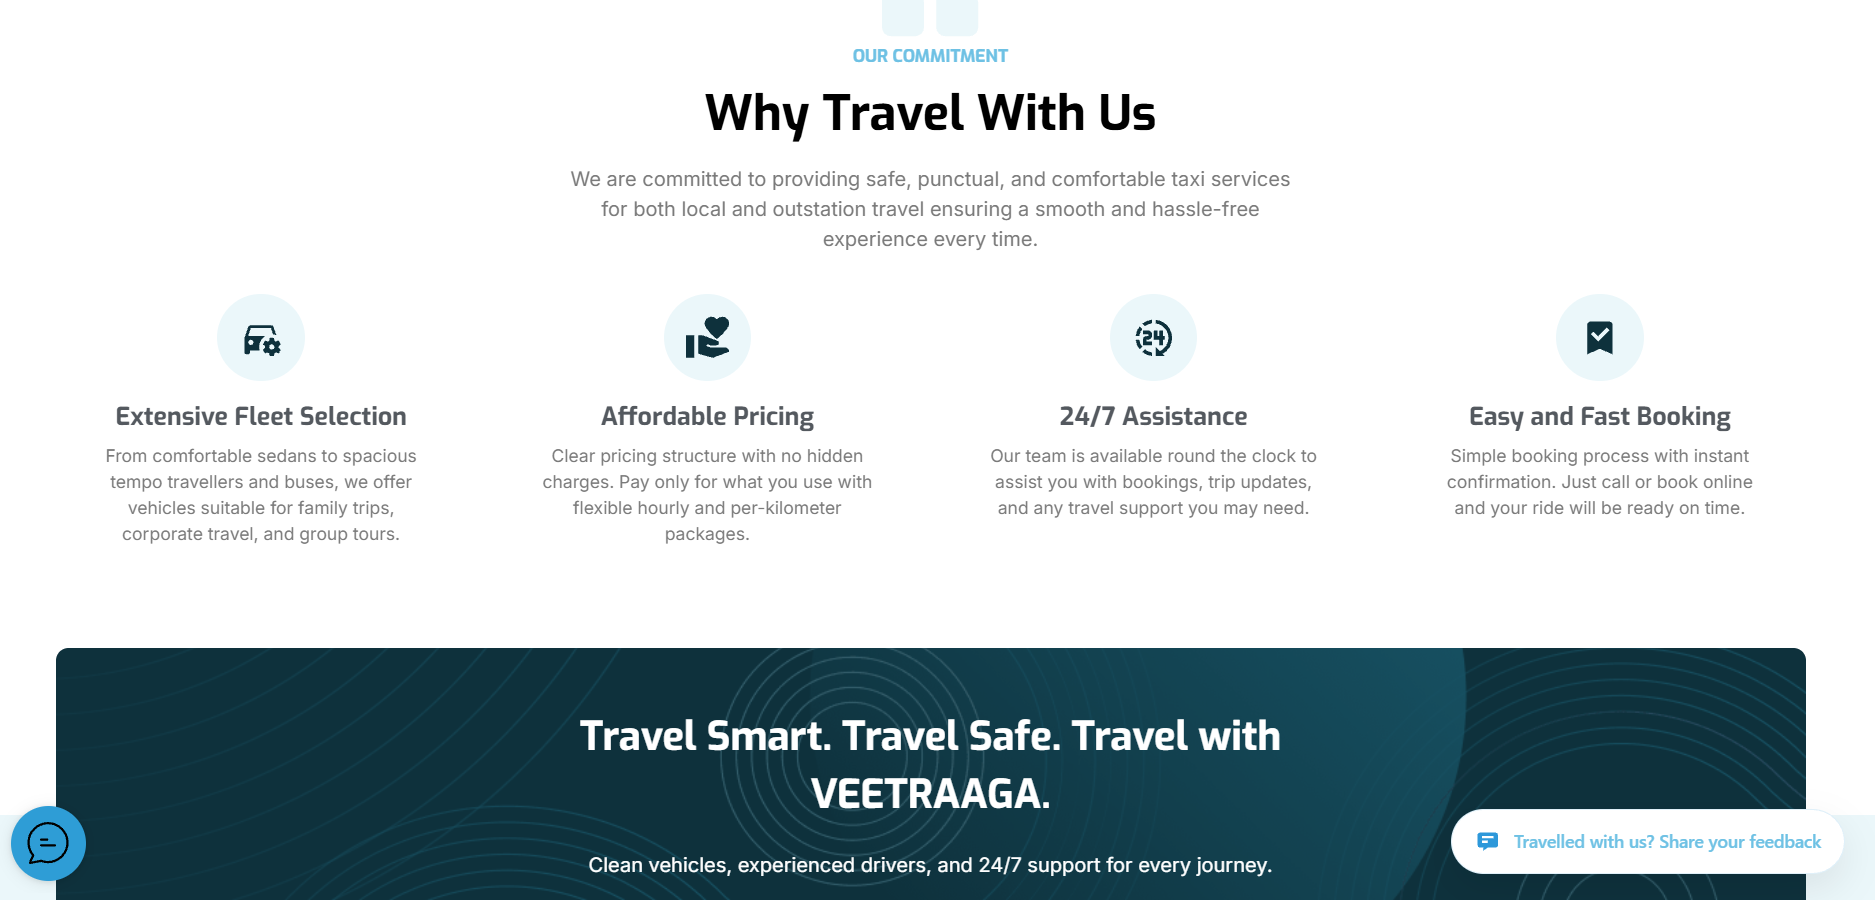 OUR COMMITMENT
Why Travel With Us
We are committed to providing safe, punctual, and comfortable taxi services
for both local and outstation travel ensuring a smooth and hassle-free
experience every time.
24
Extensive Fleet Selection
From comfortable sedans to spacious
tempo travellers and buses, we offer
vehicles suitable for family trips,
corporate travel, and group tours.
Affordable Pricing
Clear pricing structure with no hidden
charges. Pay only for what you use with
flexible hourly and per-kilometer
packages.
24/7 Assistance
Our team is available round the clock to
assist you with bookings, trip updates,
and any travel support you may need.
Easy and Fast Booking
Simple booking process with instant
confirmation. Just call or book online
and your ride will be ready on time.
Travel Smart. Travel Safe. Travel with
VEETRAAGA.
Clean vehicles, experienced drivers, and 24/7 support for every journey.
Travelled with us? Share your feedback